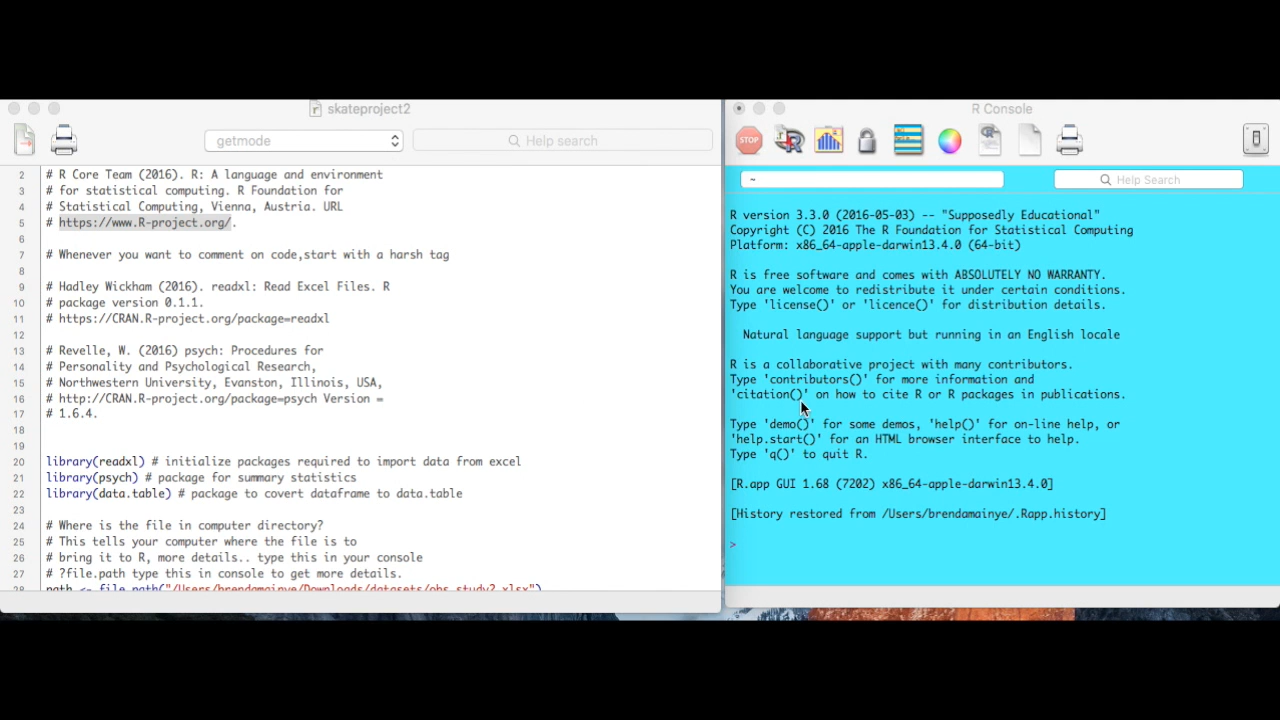 skateproject2
getmode
Help search
2 # R Core Team (2016). R: A language and environment
3 # for statistical computing. R Foundation for
4 # Statistical Computing, Vienna, Austria. URL
5 # https://www.R-project.org/.
6
7 # Whenever you want to comment on code,start with a harsh tag
8
9 # Hadley Wickham (2016). readxl: Read Excel Files. R
10 # package version 0.1.1.
11 # https://CRAN.R-project.org/package=readxl
12
13 # Revelle, W. (2016) psych: Procedures for
14 # Personality and Psychological Research,
15 # Northwestern University, Evanston, Illinois, USA,
16 # http://CRAN.R-project.org/package=psych Version =
17 # 1.6.4.
18
19
20 library(readxl) # initialize packages required to import data from excel
21 library(psych) # package for summary statistics
22 library(data.table) # package to covert dataframe to data.table
23
24 # Where is the file in computer directory?
25 # This tells your computer where the file is to
26 # bring it to R, more details.. type this in your console
27 # ?file.path type this in console to get more details.
28 path <- file.path("/Users/brendamainye/Downloads/datasets/obs_study2.xlsx")
R Console
STOP
~
Help Search
R version 3.3.0 (2016-05-03) -- "Supposedly Educational"
Copyright (C) 2016 The R Foundation for Statistical Computing
Platform: x86_64-apple-darwin13.4.0 (64-bit)
R is free software and comes with ABSOLUTELY NO WARRANTY.
You are welcome to redistribute it under certain conditions.
Type 'license()' or 'licence()' for distribution details.
Natural language support but running in an English locale
R is a collaborative project with many contributors.
Type 'contributors()' for more information and
'citation()' on how to cite R or R packages in publications.
Type 'demo()' for some demos, 'help()' for on-line help, or
'help.start()' for an HTML browser interface to help.
Type 'q()' to quit R.
[R.app GUI 1.68 (7202) x86_64-apple-darwin13.4.0]
[History restored from /Users/brendamainye/.Rapp.history]
>